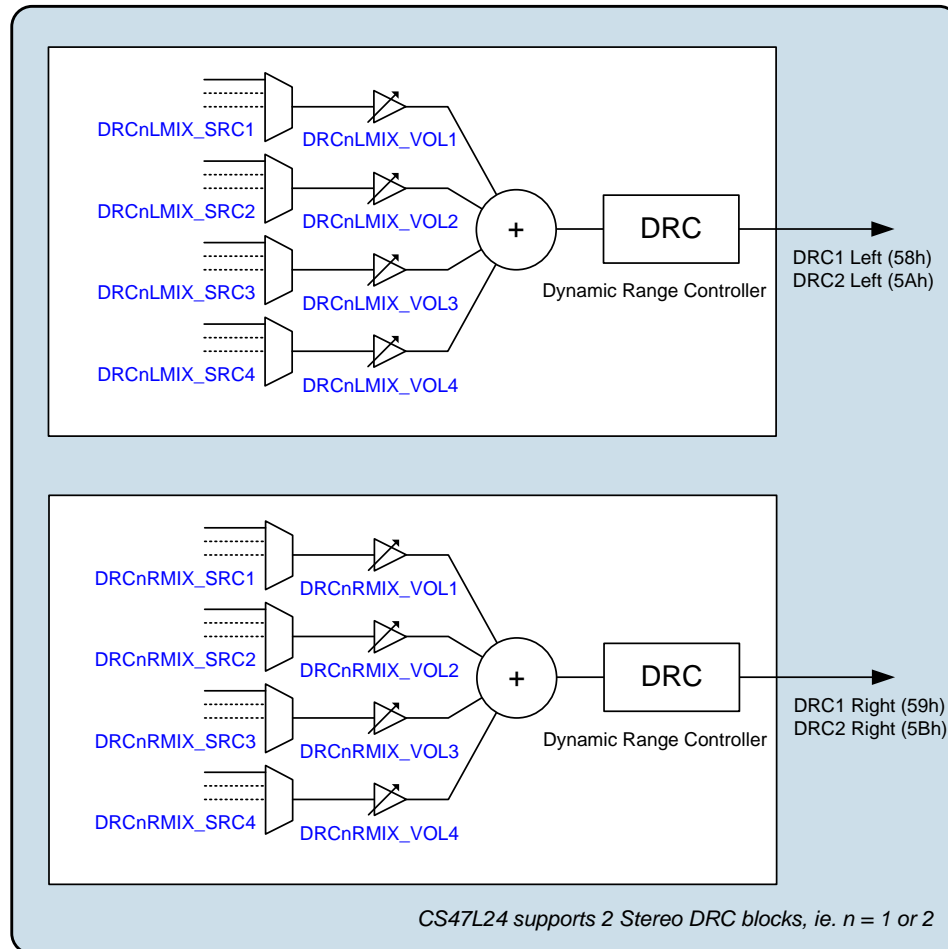 DRCnLMIX_SRC1
DRCnLMIX_VOL1
DRCnLMIX_SRC2
DRCnLMIX_VOL2
DRCnLMIX_SRC3
DRCnLMIX_VOL3
DRCnLMIX_SRC4
DRCnLMIX_VOL4
+
DRC
Dynamic Range Controller
DRC1 Left (58h)
DRC2 Left (5Ah)
DRCnRMIX_SRC1
DRCnRMIX_VOL1
DRCnRMIX_SRC2
DRCnRMIX_VOL2
DRCnRMIX_SRC3
DRCnRMIX_VOL3
DRCnRMIX_SRC4
DRCnRMIX_VOL4
+
DRC
Dynamic Range Controller
DRC1 Right (59h)
DRC2 Right (5Bh)
CS47L24 supports 2 Stereo DRC blocks, ie. n = 1 or 2